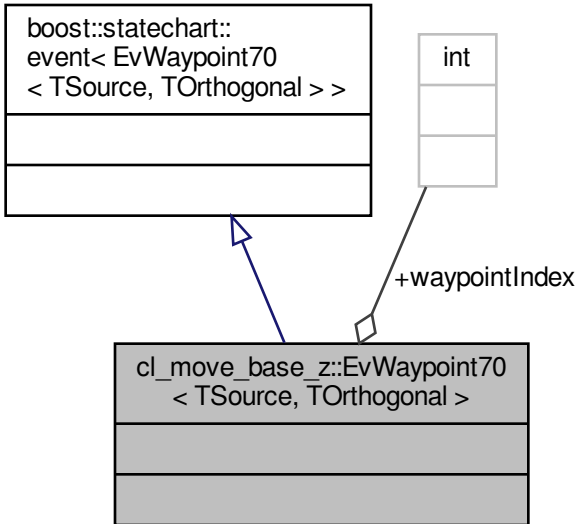 boost::statechart::
event< EvWaypoint70
< TSource, TOrthogonal > >
int
+waypointIndex
cl_move_base_z::EvWaypoint70
< TSource, TOrthogonal >